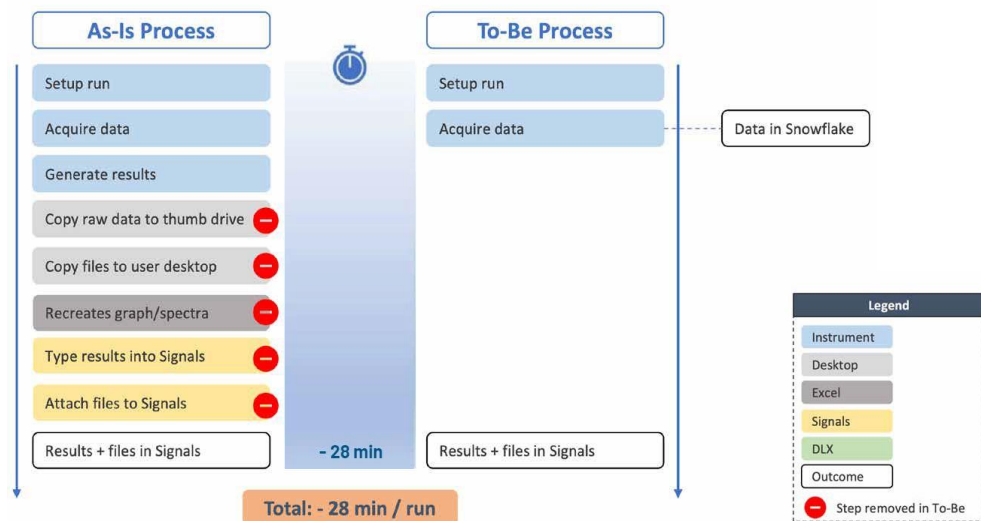 As-Is Process
To-Be Process
Setup run
Setup run
Acquire data
Acquire data
Data in Snowflake
Generate results
Copy raw data to thumb drive
Copy files to user desktop
Recreates graph/spectra
Type results into Signals
Attach files to Signals
Results + files in Signals
- 28 min
Results + files in Signals
Total: - 28 min / run
Legend
Instrument
Desktop
Excel
Signals
DLX
Outcome
Step removed in To-Be